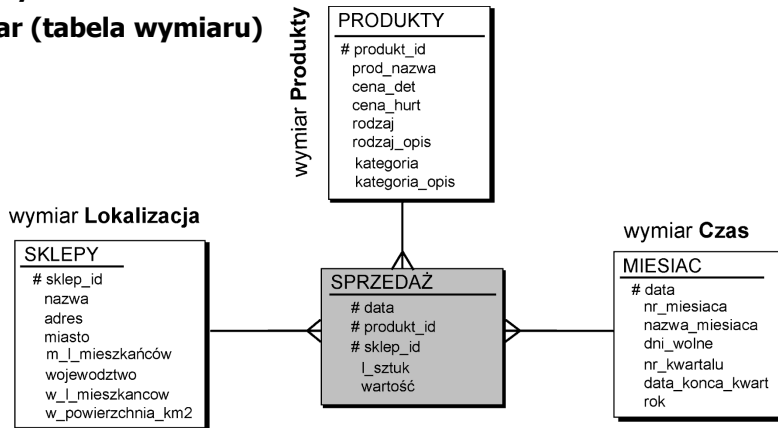 ar (tabela wymiaru)
wymiar Produkty
PRODUKTY
# produkt_id
prod_nazwa
cena_det
cena_hurt
rodzaj
rodzaj_opis
kategoria
kategoria_opis
wymiar Lokalizacja
SKLEPY
# sklep_id
nazwa
adres
miasto
m_l_mieszkańców
wojewodztwo
w_l_mieszkancow
w_powierzchnia_km2
SPRZEDAŻ
# data
# produkt_id
# sklep_id
l_sztuk
wartość
wymiar Czas
MIESIAC
# data
nr_miesiaca
nazwa_miesiaca
dni_wolne
nr_kwartalu
data_konca_kwart
rok